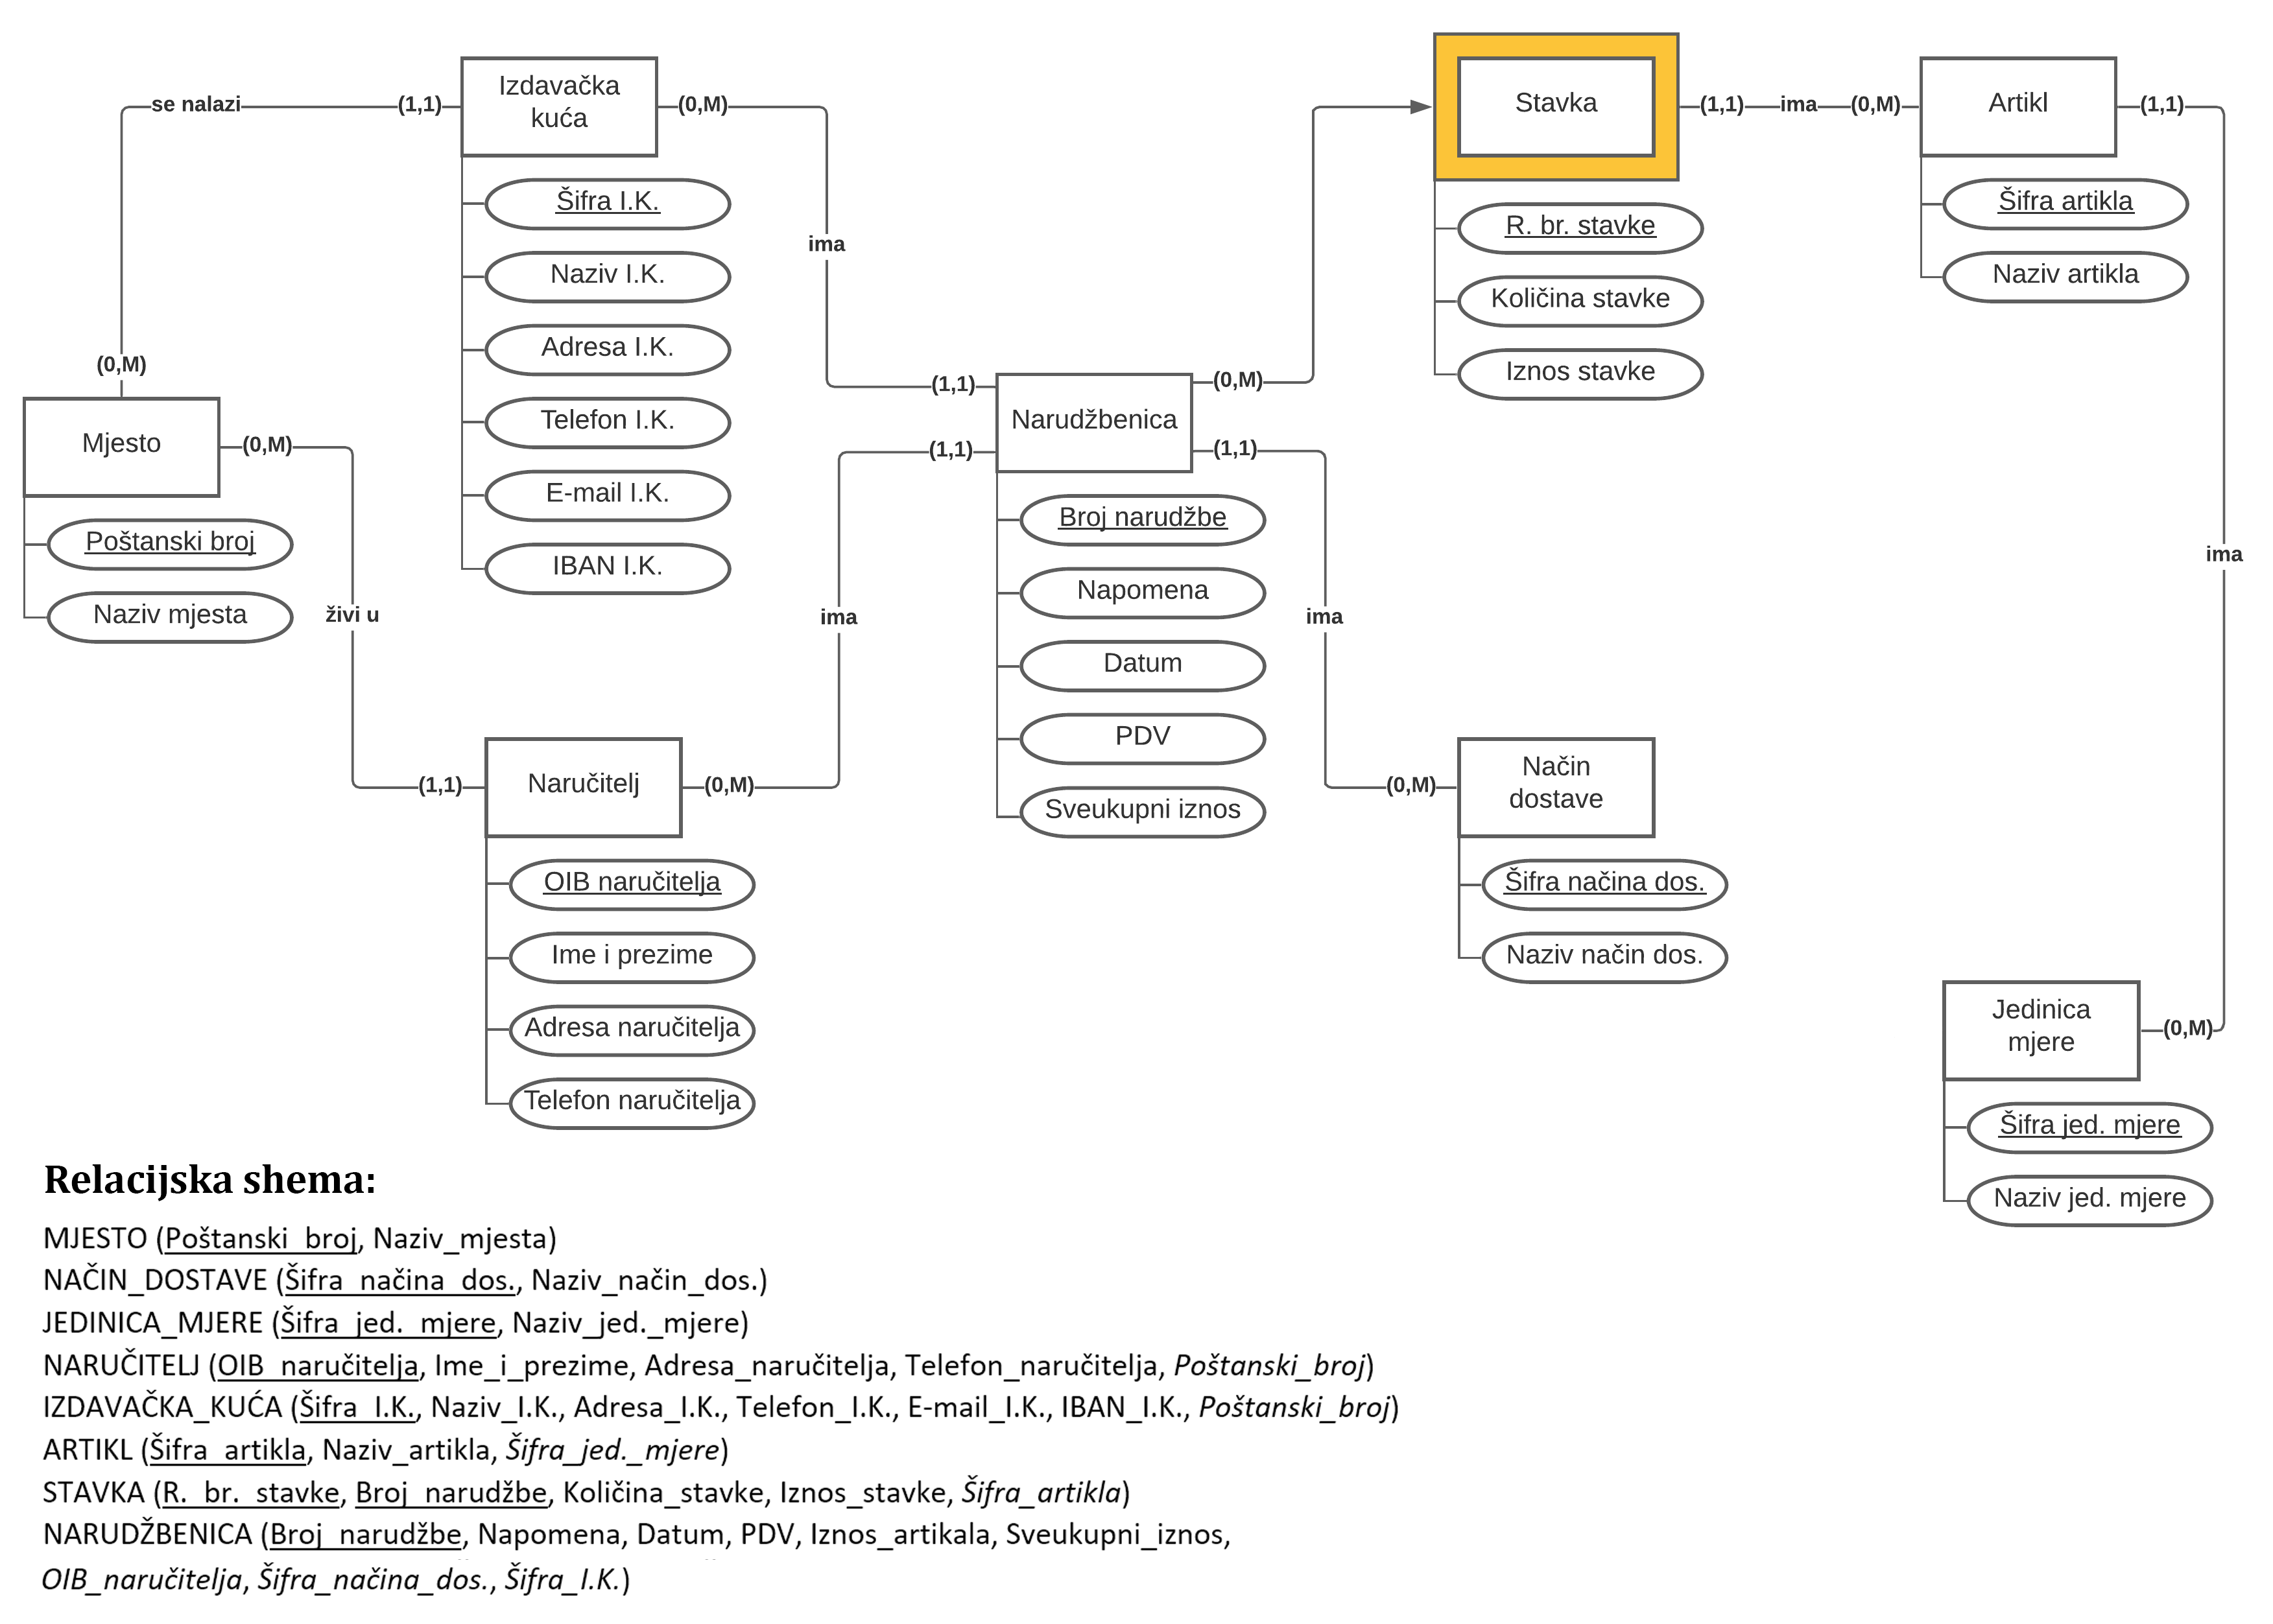 Izdavačka
kuća
Šifra I.K.
Naziv I.K.
Adresa I.K.
Telefon I.K.
E-mail I.K.
IBAN I.K.
se nalazi
(1,1)
(0,M)
(0,M)
ima
(1,1)
Mjesto
Poštanski broj
Naziv mjesta
(0,M)
živi u
(1,1)
Naručitelj
OIB naručitelja
Ime i prezime
Adresa naručitelja
Telefon naručitelja
(0,M)
ima
(1,1)
Narudžbenica
Broj narudžbe
Napomena
Datum
PDV
Sveukupni iznos
(0,M)
(1,1)
ima
(0,M)
Način
dostave
Šifra načina dos.
Naziv način dos.
Stavka
R. br. stavke
Količina stavke
Iznos stavke
(1,1)
ima
(0,M)
Artikl
Šifra artikla
Naziv artikla
(1,1)
ima
(0,M)
Jedinica
mjere
Šifra jed. mjere
Naziv jed. mjere
Relacijska shema:
MJESTO (Poštanski_broj, Naziv_mjesta)
NAČIN_DOSTAVE (Šifra_načina_dos., Naziv_način_dos.)
JEDINICA_MJERE (Šifra_jed._mjere, Naziv_jed._mjere)
NARUČITELJ (OIB_naručitelja, Ime_i_prezime, Adresa_naručitelja, Telefon_naručitelja, Poštanski_broj)
IZDAVAČKA_KUĆA (Šifra_I.K., Naziv_I.K., Adresa_I.K., Telefon_I.K., E-mail_I.K., IBAN_I.K., Poštanski_broj)
ARTIKL (Šifra_artikla, Naziv_artikla, Šifra_jed._mjere)
STAVKA (R._br._stavke, Broj_narudžbe, Količina_stavke, Iznos_stavke, Šifra_artikla)
NARUDŽBENICA (Broj_narudžbe, Napomena, Datum, PDV, Iznos_artikala, Sveukupni_iznos,
OIB_naručitelja, Šifra_načina_dos., Šifra_I.K.)